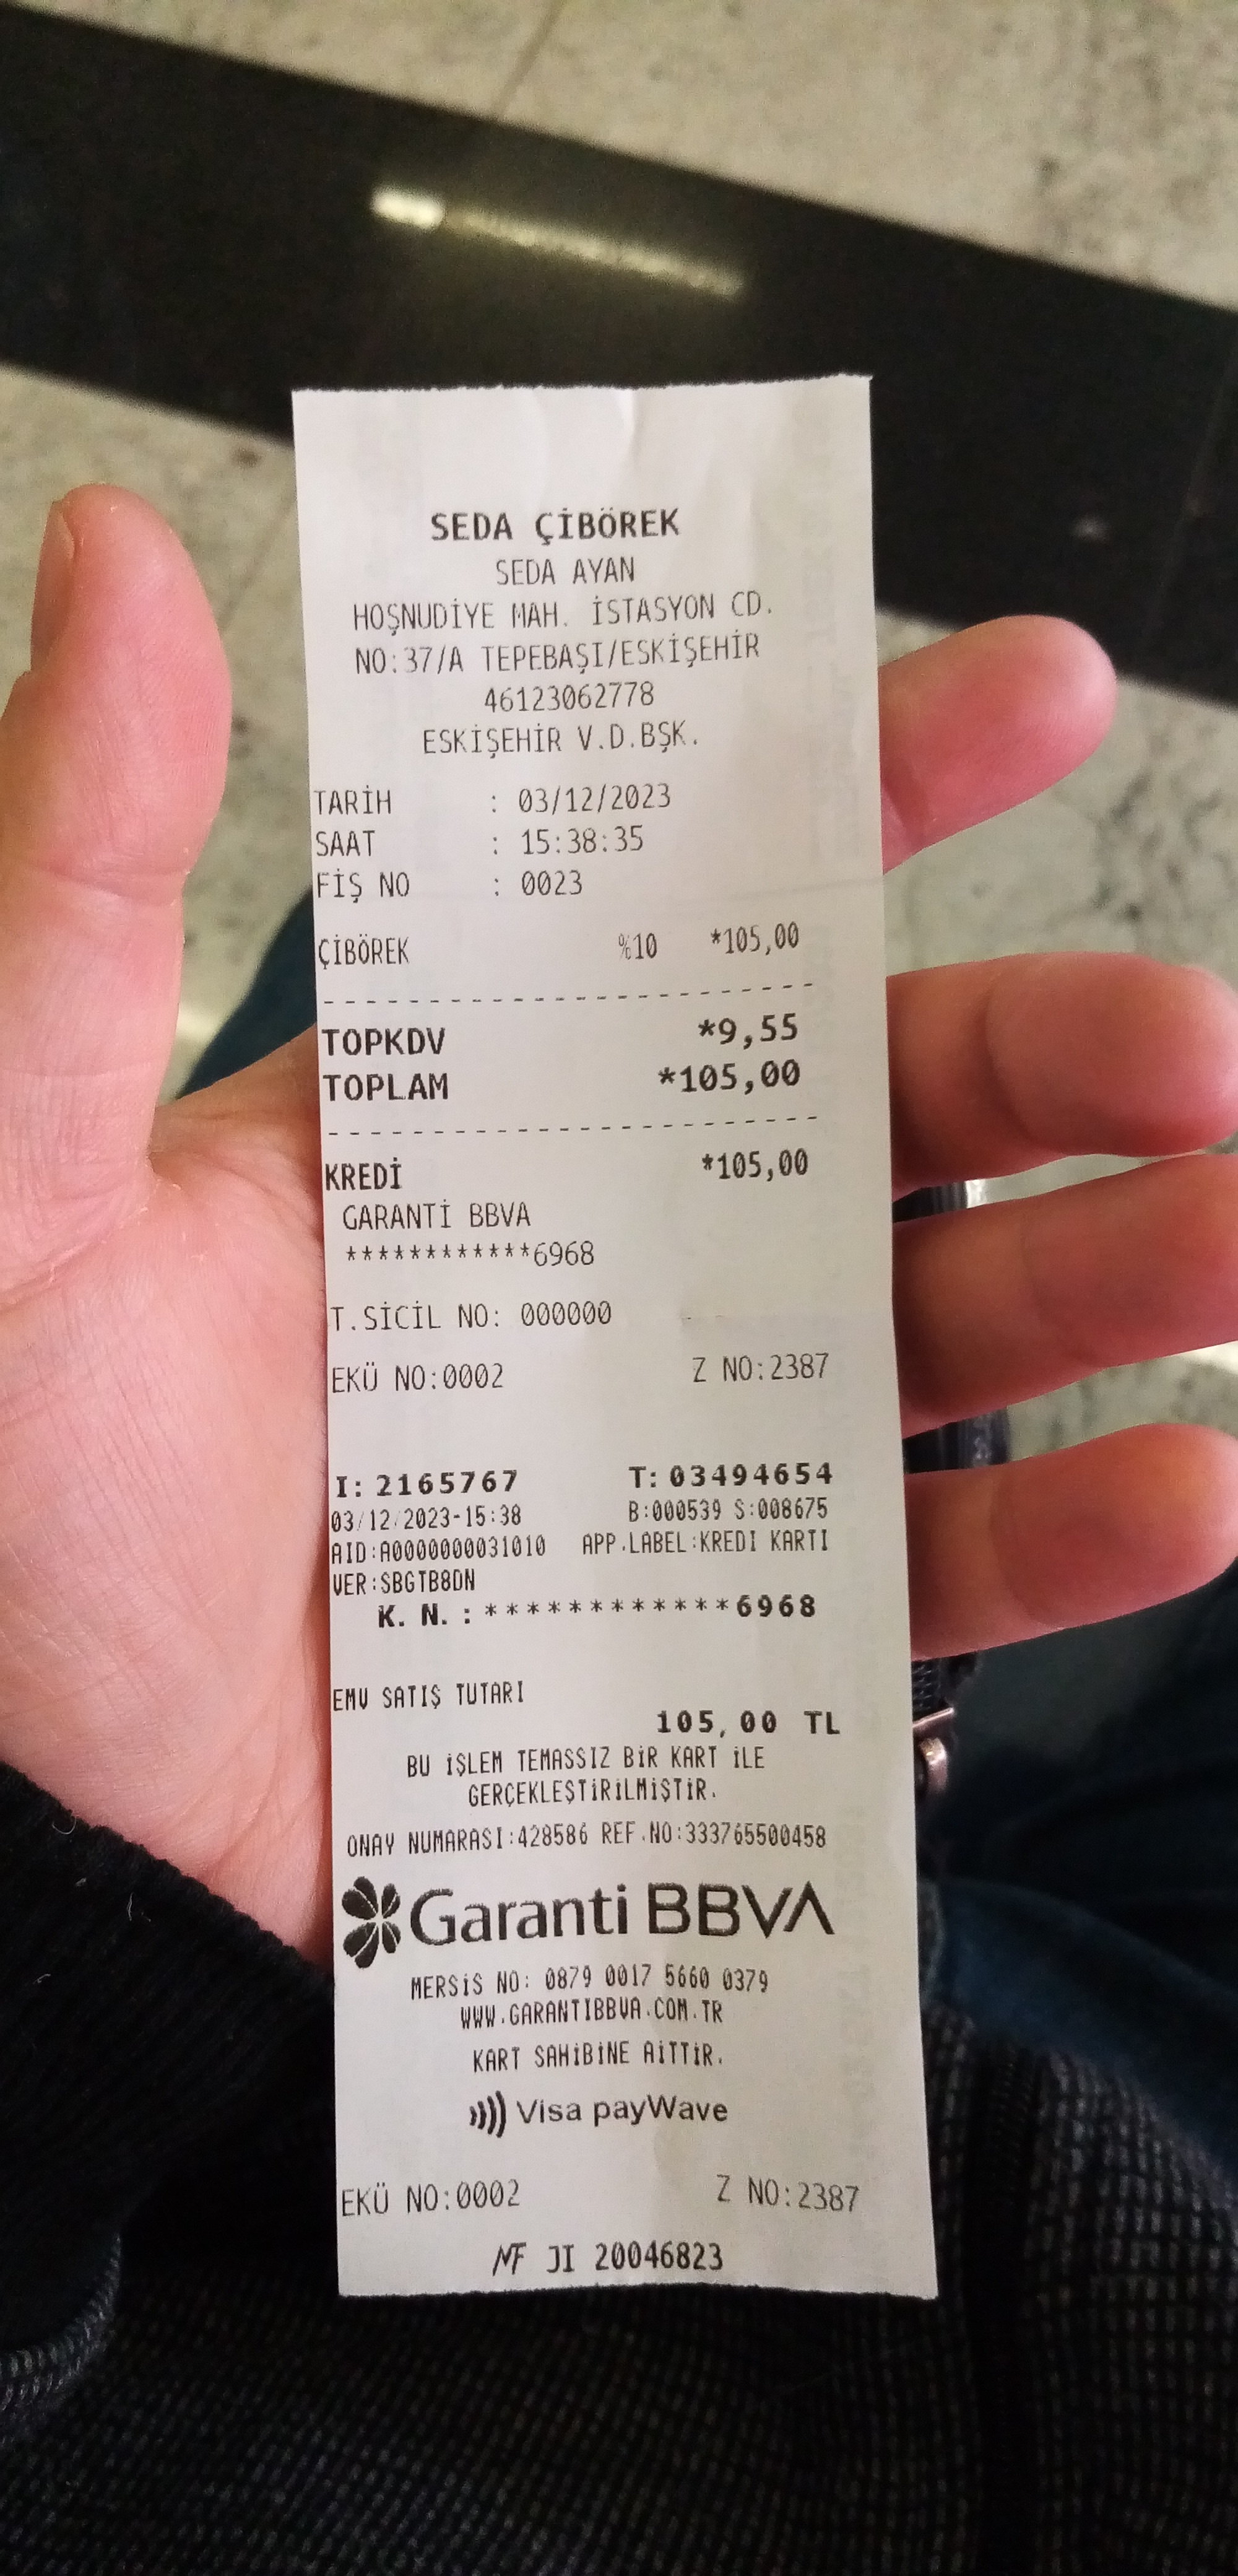 SEDA ÇİBÖREK
SEDA AYAN
HOŞNUDİYE MAH. İSTASYON CD.
NO:37/A TEPEBAŞI/ESKİŞEHİR
46123062778
ESKİŞEHİR V.D.BŞK.
TARİH : 03/12/2023
SAAT : 15:38:35
FİŞ NO : 0023
ÇİBÖREK %10 *105,00
------------------------
TOPKDV *9,55
TOPLAM *105,00
------------------------
KREDİ *105,00
GARANTİ BBVA
************6968
T.SİCİL NO: 000000
EKÜ NO:0002 Z NO:2387
I: 2165767 T: 03494654
03/12/2023-15:38 B:000539 S:008675
AID:A0000000031010 APP.LABEL:KREDI KARTI
VER:SBGTB8DN
K. N. : ************6968
EMV SATIŞ TUTARI
105,00 TL
BU İŞLEM TEMASSIZ BİR KART İLE
GERÇEKLEŞTİRİLMİŞTİR.
ONAY NUMARASI:428586 REF.NO:333765500458
Garanti BBVA
MERSİS NO: 0879 0017 5660 0379
WWW.GARANTIBBVA.COM.TR
KART SAHİBİNE AİTTİR.
Visa payWave
EKÜ NO:0002 Z NO:2387
MF JI 20046823